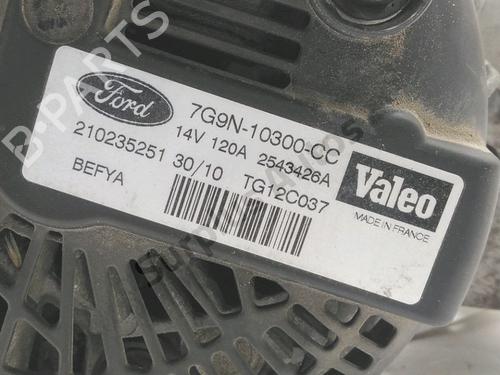 Ford
7G9N-10300-CC
14V 120A 2543426A
210235251 30/10 TG12C037
BEFYA
Valeo
MADE IN FRANCE
B-PARTS